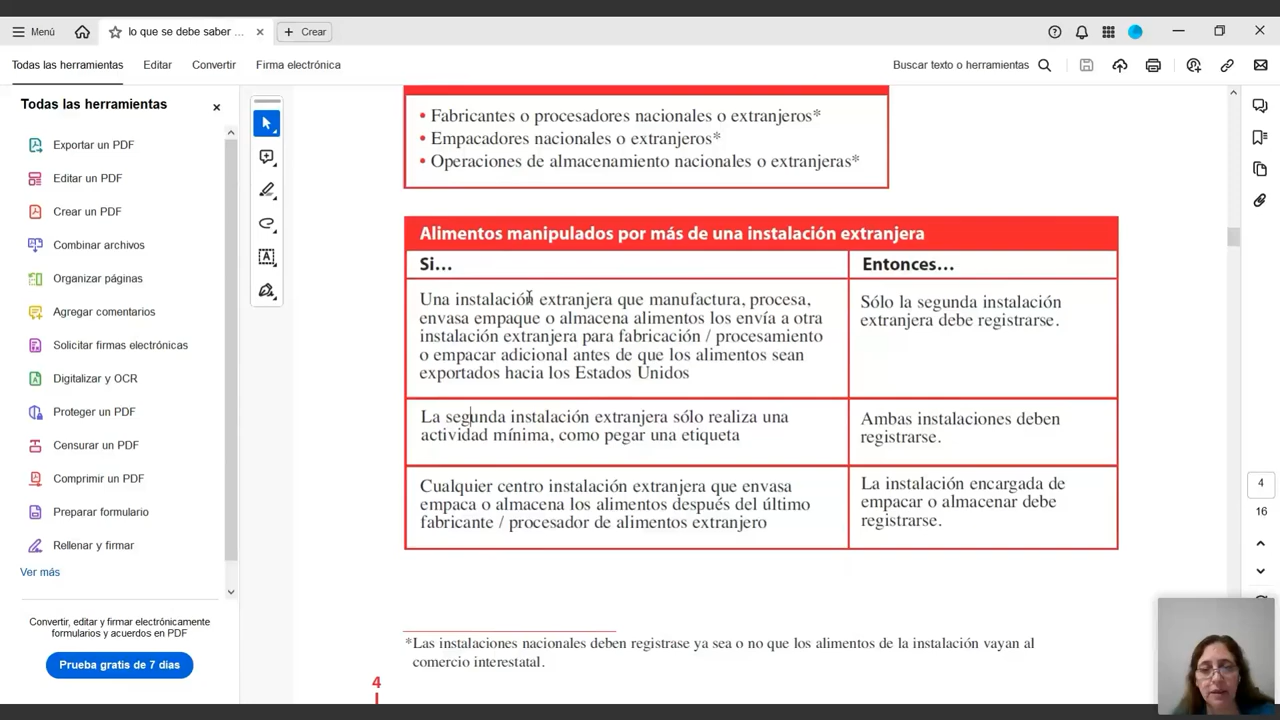 Menú
lo que se debe saber ...
Crear
Todas las herramientas
Editar
Convertir
Firma electrónica
Buscar texto o herramientas
Todas las herramientas
Exportar un PDF
Editar un PDF
Crear un PDF
Combinar archivos
Organizar páginas
Agregar comentarios
Solicitar firmas electrónicas
Digitalizar y OCR
Proteger un PDF
Censurar un PDF
Comprimir un PDF
Preparar formulario
Rellenar y firmar
Ver más
Convertir, editar y firmar electrónicamente
formularios y acuerdos en PDF
Prueba gratis de 7 días
• Fabricantes o procesadores nacionales o extranjeros*
• Empacadores nacionales o extranjeros*
• Operaciones de almacenamiento nacionales o extranjeras*
Alimentos manipulados por más de una instalación extranjera
Si...
Entonces...
Una instalación extranjera que manufactura, procesa,
envasa empaque o almacena alimentos los envía a otra
instalación extranjera para fabricación / procesamiento
o empacar adicional antes de que los alimentos sean
exportados hacia los Estados Unidos
Sólo la segunda instalación
extranjera debe registrarse.
La segunda instalación extranjera sólo realiza una
actividad mínima, como pegar una etiqueta
Ambas instalaciones deben
registrarse.
Cualquier centro instalación extranjera que envasa
empaca o almacena los alimentos después del último
fabricante / procesador de alimentos extranjero
La instalación encargada de
empacar o almacenar debe
registrarse.
*Las instalaciones nacionales deben registrase ya sea o no que los alimentos de la instalación vayan al
comercio interestatal.
4
4
16